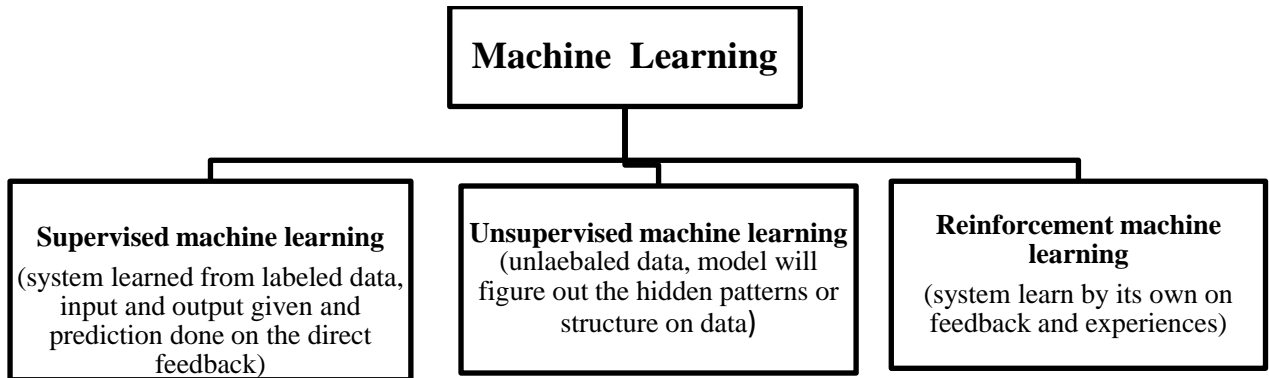 Machine Learning
Supervised machine learning
(system learned from labeled data,
input and output given and
prediction done on the direct
feedback)
Unsupervised machine learning
(unlaebaled data, model will
figure out the hidden patterns or
structure on data)
Reinforcement machine
learning
(system learn by its own on
feedback and experiences)